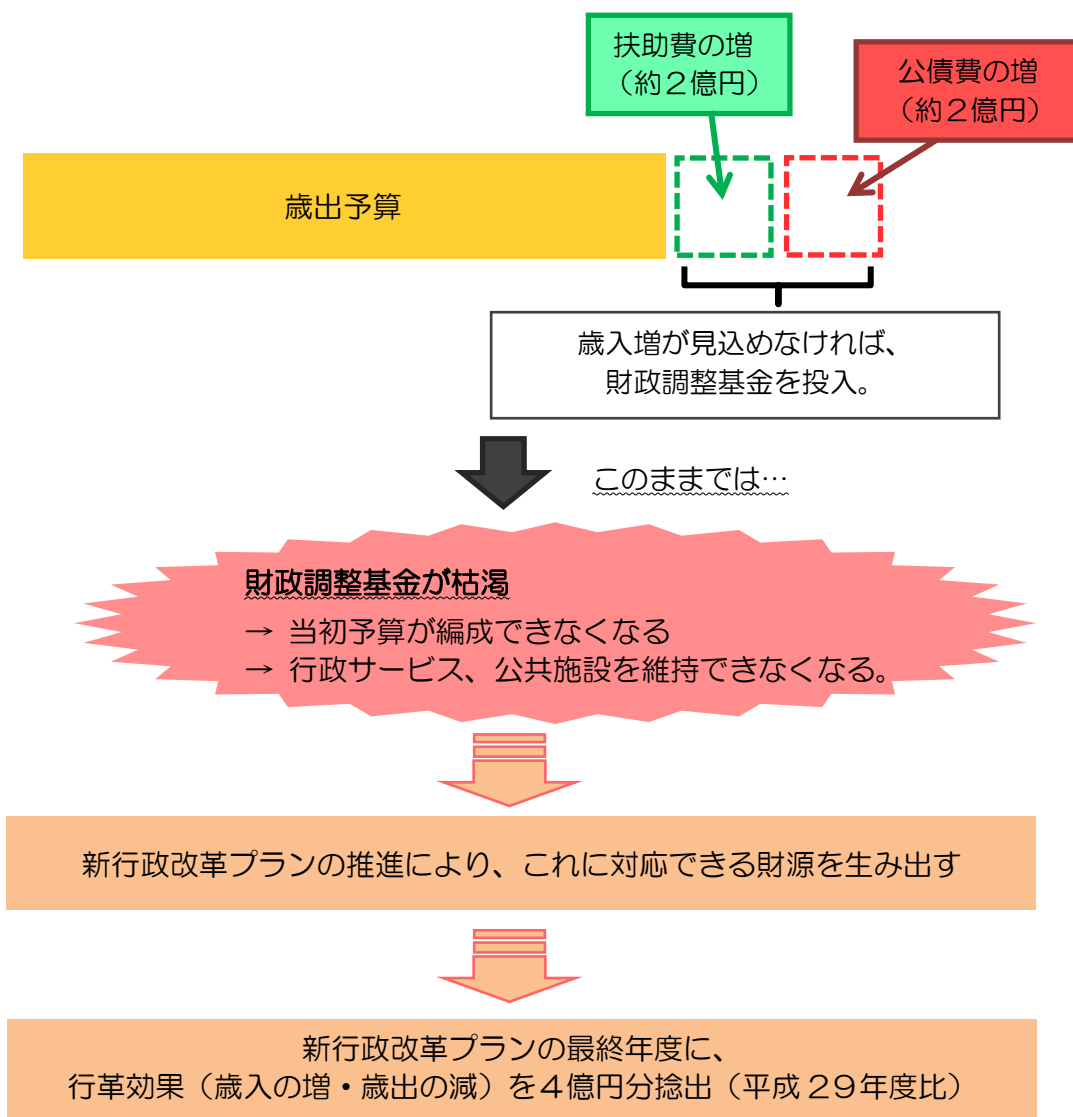 扶助費の増
（約２億円）
公債費の増
（約２億円）
歳出予算
歳入増が見込めなければ、
財政調整基金を投入。
このままでは…
財政調整基金が枯渇
→ 当初予算が編成できなくなる
→ 行政サービス、公共施設を維持できなくなる。
新行政改革プランの推進により、これに対応できる財源を生み出す
新行政改革プランの最終年度に、
行革効果（歳入の増・歳出の減）を４億円分捻出（平成 29年度比）